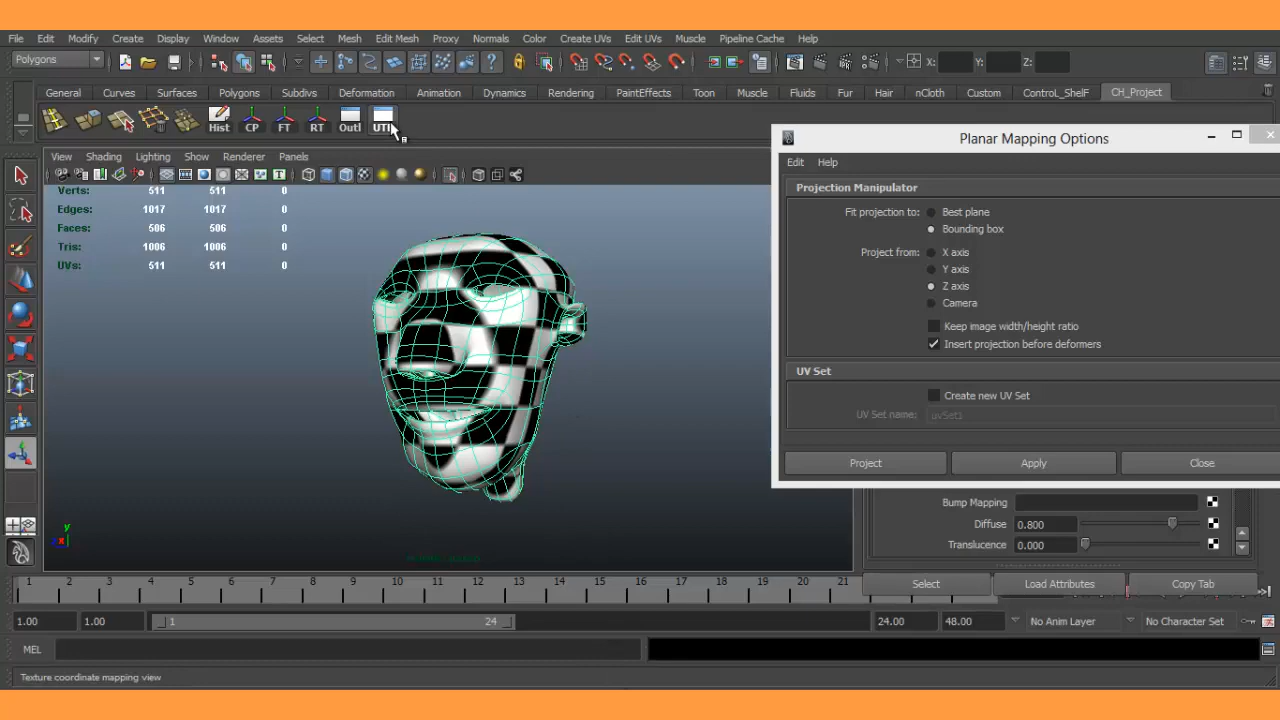 File Edit Modify Create Display Window Assets Select Mesh Edit Mesh Proxy Normals Color Create UVs Edit UVs Muscle Pipeline Cache Help
Polygons X: Y: Z:
General Curves Surfaces Polygons Subdivs Deformation Animation Dynamics Rendering PaintEffects Toon Muscle Fluids Fur Hair nCloth Custom ControL_ShelF CH_Project
Hist CP FT RT Outl UTI
View Shading Lighting Show Renderer Panels
Verts: 511 511 0
Edges: 1017 1017 0
Faces: 506 506 0
Tris: 1006 1006 0
UVs: 511 511 0
y
Planar Mapping Options
Edit Help
Projection Manipulator
Fit projection to: Best plane
Bounding box
Project from: X axis
Y axis
Z axis
Camera
Keep image width/height ratio
Insert projection before deformers
UV Set
Create new UV Set
UV Set name: uvSet1
Project Apply Close
Bump Mapping
Diffuse 0.800
Translucence 0.000
Select Load Attributes Copy Tab
1 2 3 4 5 6 7 8 9 10 11 12 13 14 15 16 17 18 19 20 21
1.00 1.00 1 24 24.00 48.00 No Anim Layer No Character Set
MEL
Texture coordinate mapping view